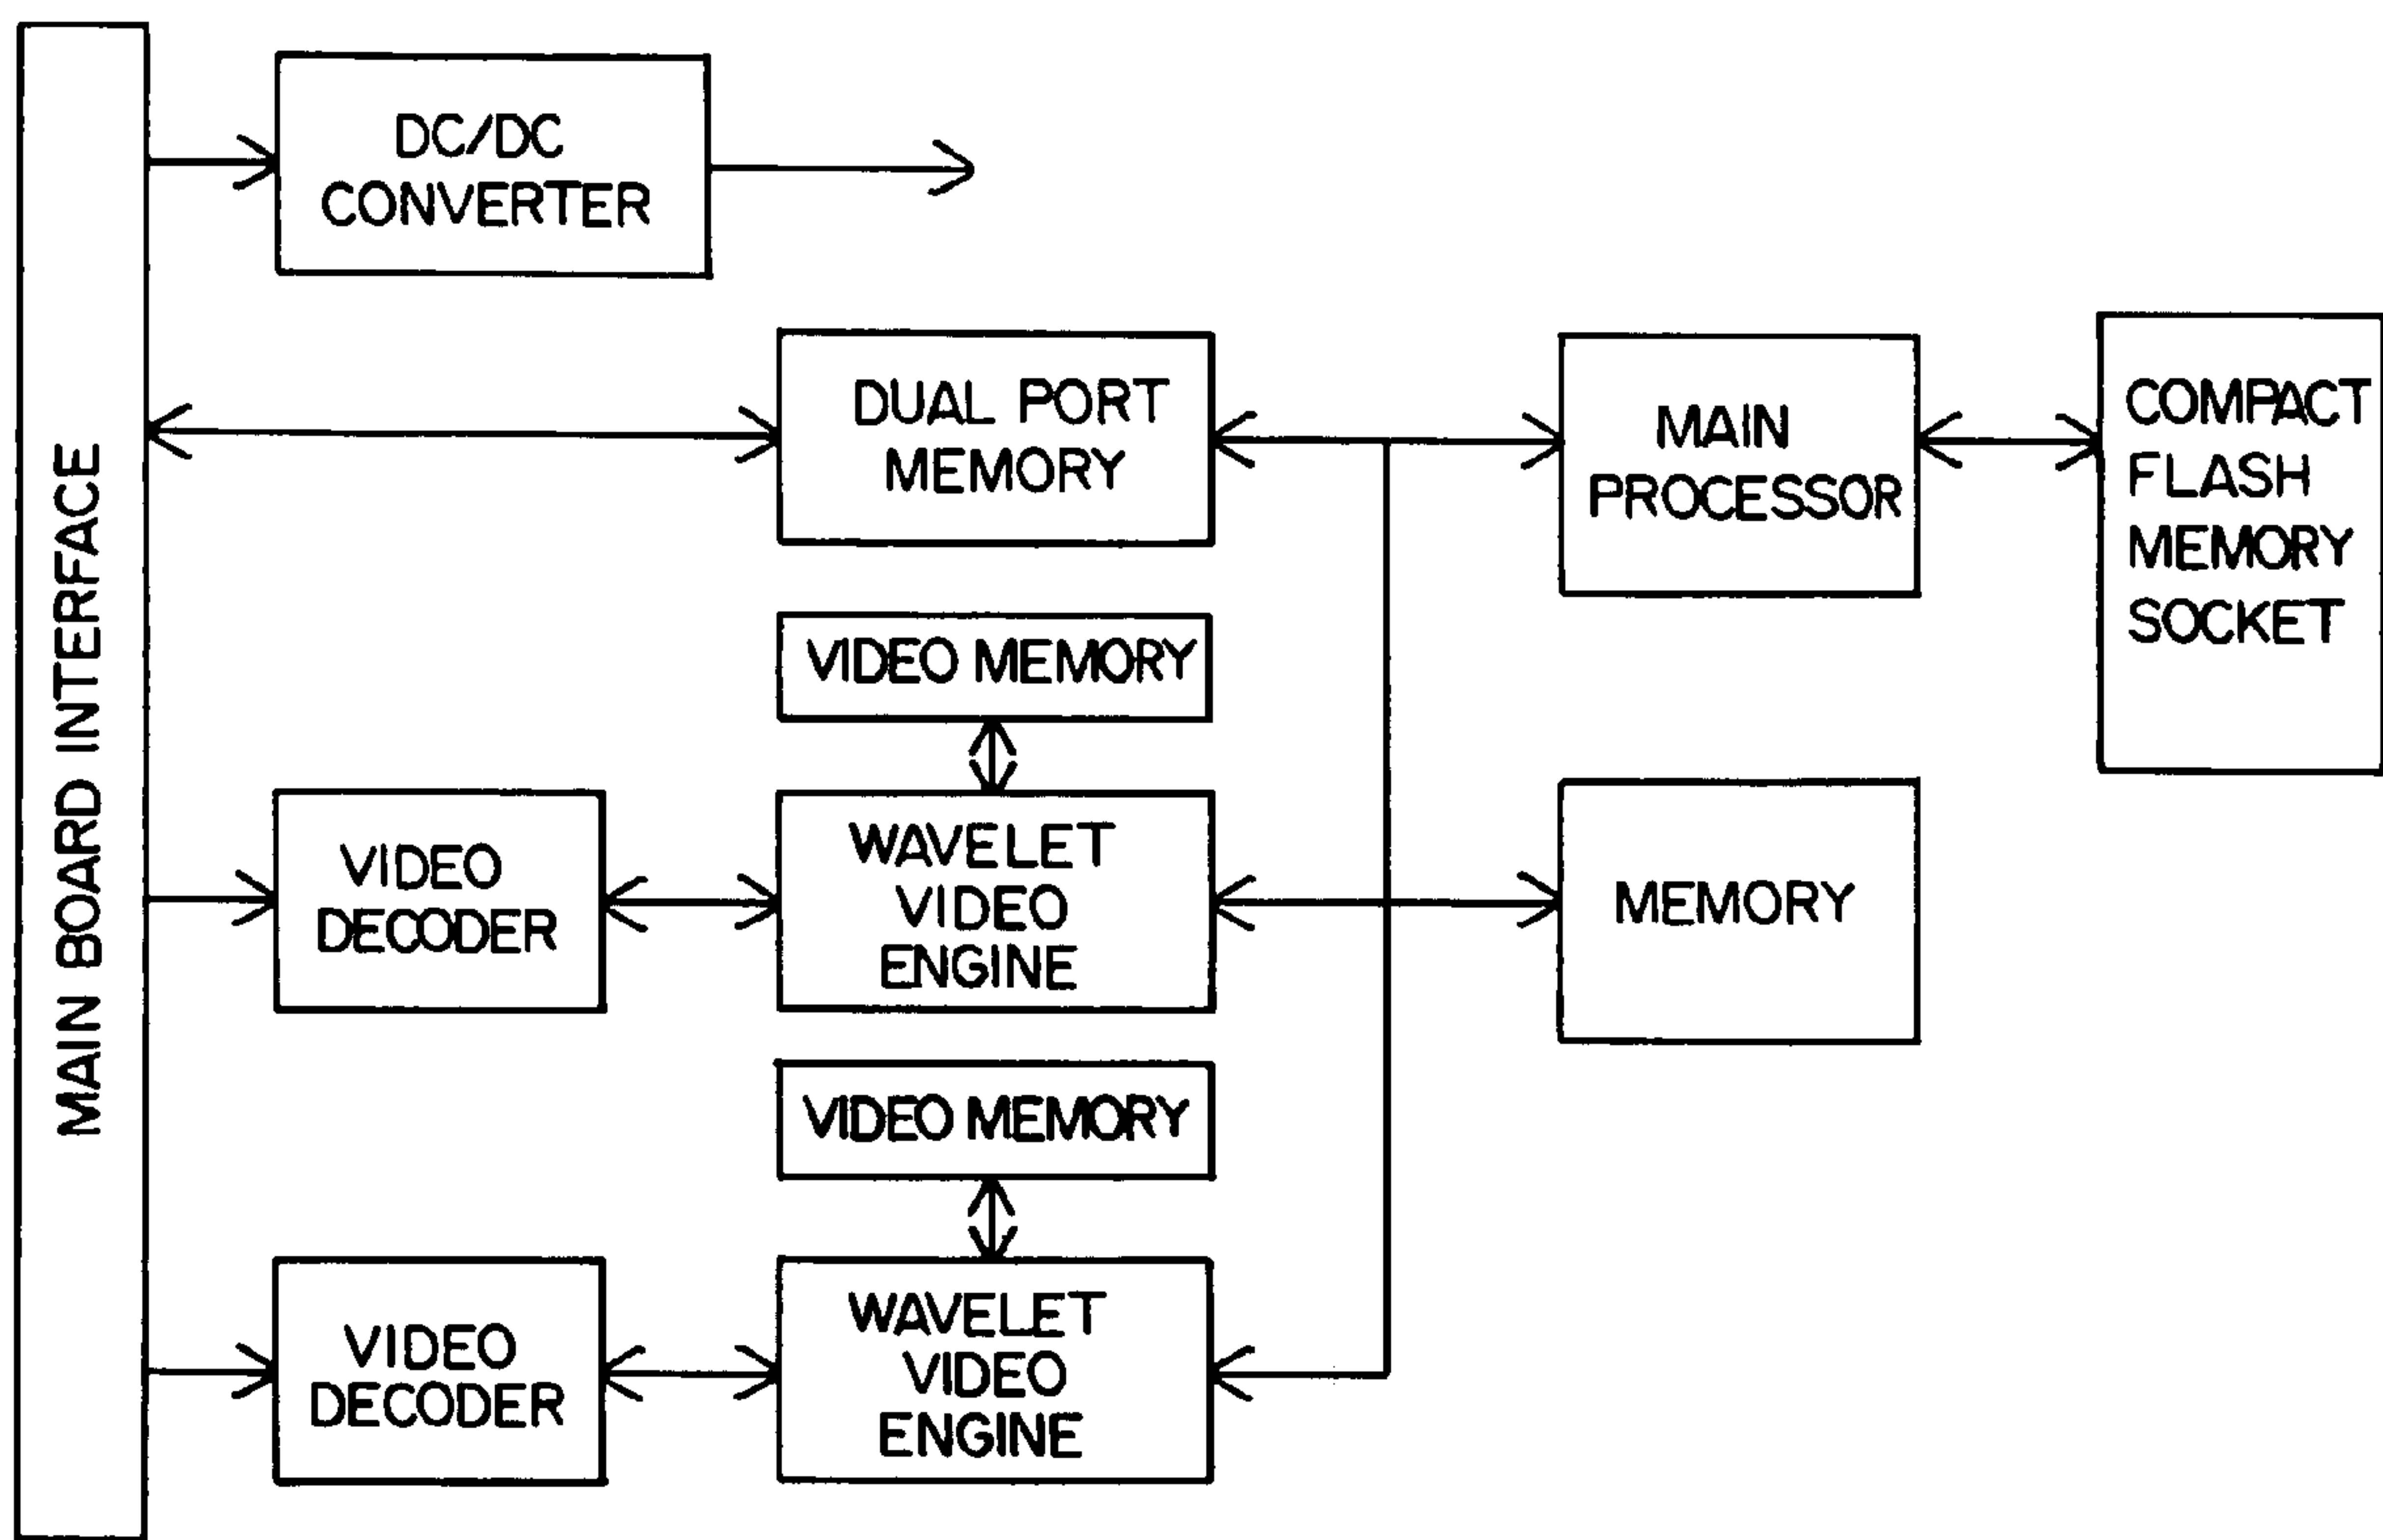 DC/DC
CONVERTER
MAIN BOARD INTERFACE
DUAL PORT
MEMORY
MAIN
PROCESSOR
COMPACT
FLASH
MEMORY
SOCKET
VIDEO MEMORY
VIDEO
DECODER
WAVELET
VIDEO
ENGINE
MEMORY
VIDEO MEMORY
VIDEO
DECODER
WAVELET
VIDEO
ENGINE